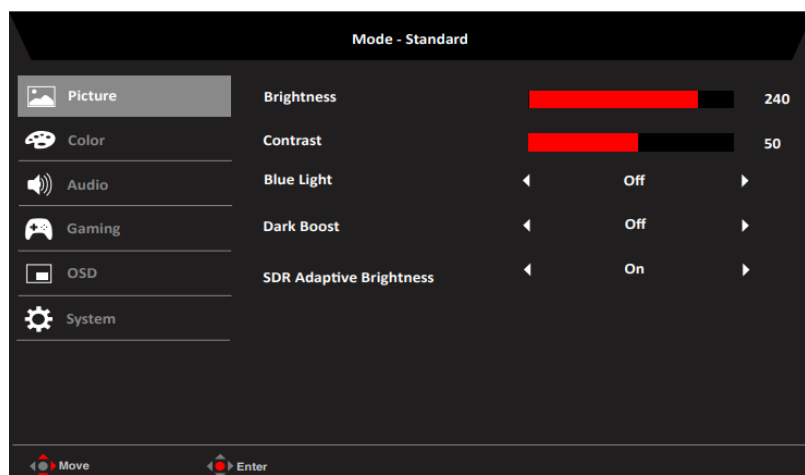 Mode - Standard
Picture
Brightness 240
Color
Contrast 50
Audio
Blue Light Off
Gaming
Dark Boost Off
OSD
SDR Adaptive Brightness On
System
Move Enter